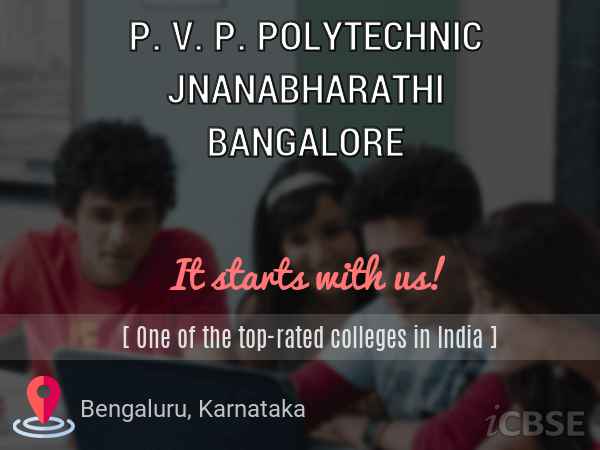 P. V. P. POLYTECHNIC
JNANABHARATHI
BANGALORE
It starts with us!
[ One of the top-rated colleges in India ]
Bengaluru, Karnataka
iCBSE